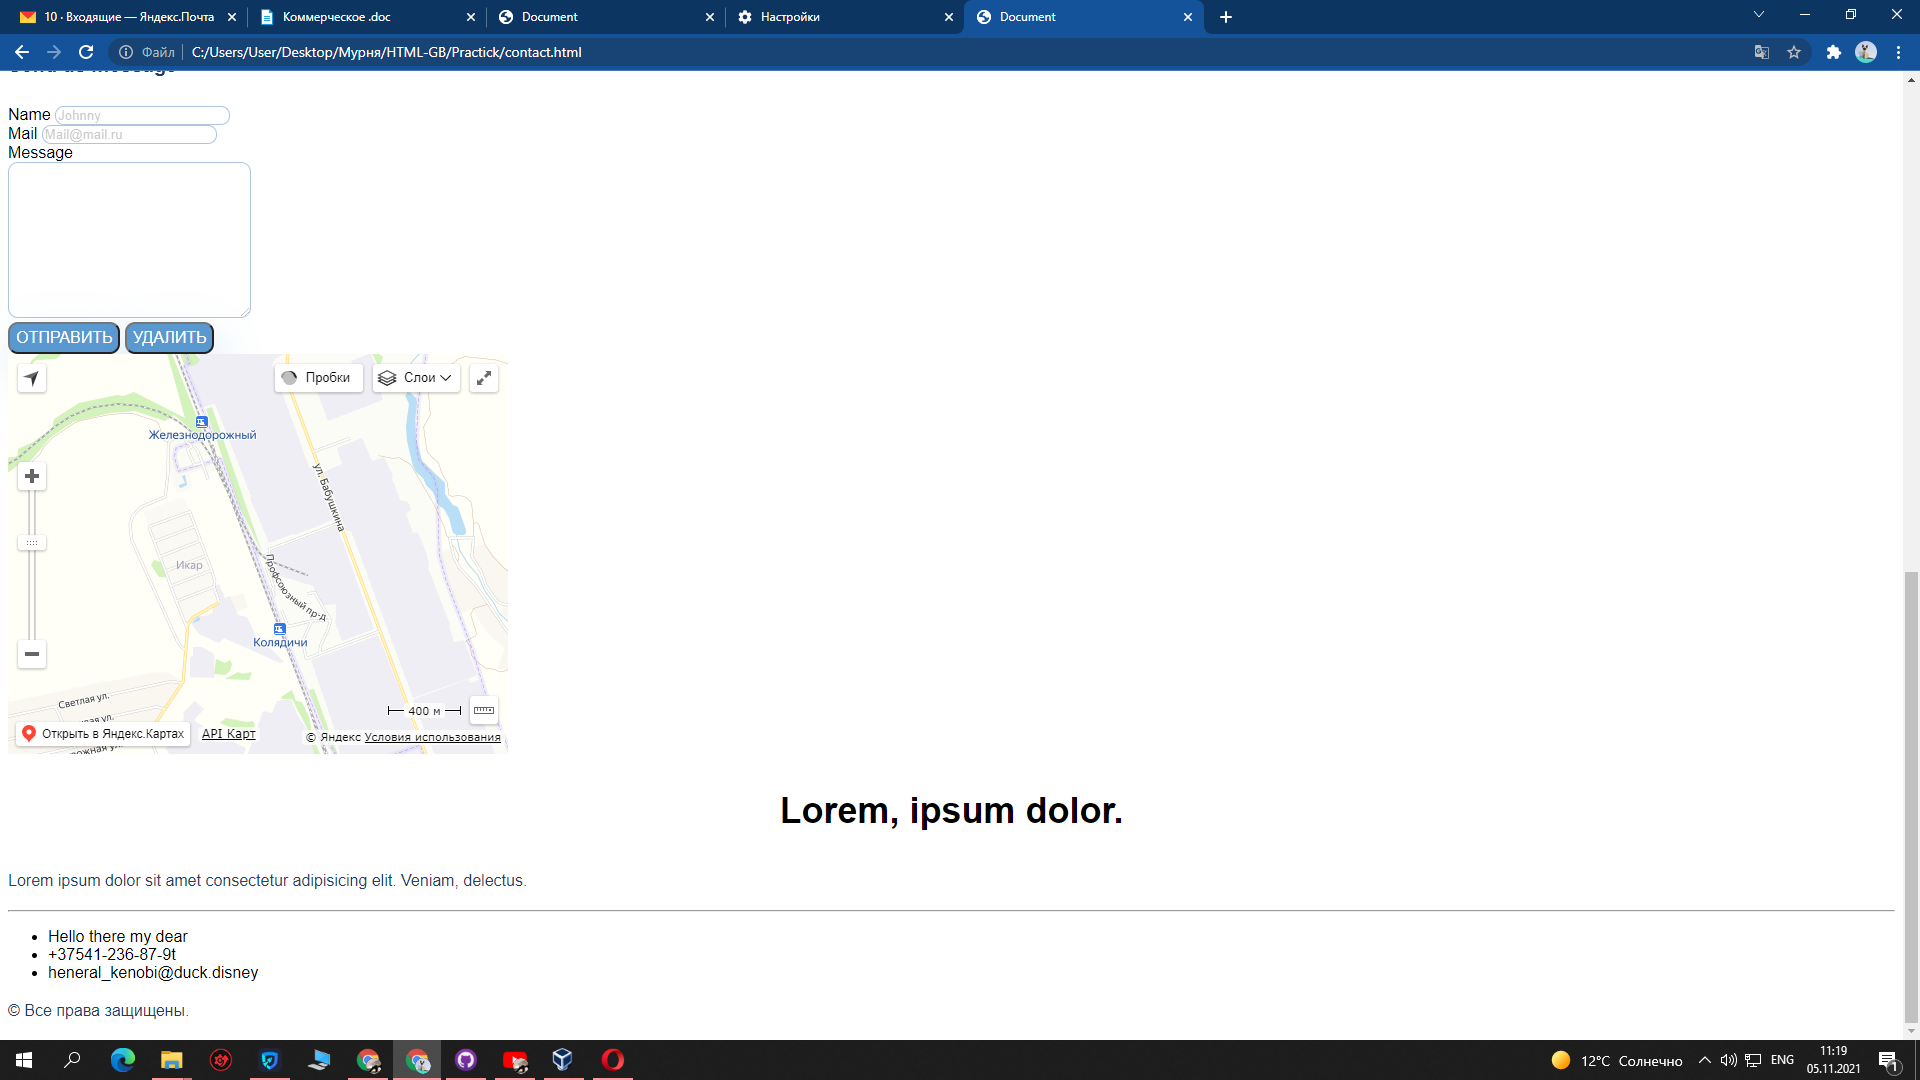 10 · Входящие — Яндекс.Почта
Коммерческое .doc
Document
Настройки
Document
Файл
C:/Users/User/Desktop/Мурня/HTML-GB/Practick/contact.html
Send us message
Name Johnny
Mail Mail@mail.ru
Message
ОТПРАВИТЬ УДАЛИТЬ
Пробки Слои
Железнодорожный
ул. Бабушкина
Икар
Профсоюзный пр-д
Колядичи
Светлая ул.
400 м
Открыть в Яндекс.Картах API Карт
© Яндекс Условия использования
Lorem, ipsum dolor.
Lorem ipsum dolor sit amet consectetur adipisicing elit. Veniam, delectus.
Hello there my dear
+37541-236-87-9t
heneral_kenobi@duck.disney
© Все права защищены.
12°C Солнечно
ENG
11:19
05.11.2021
1